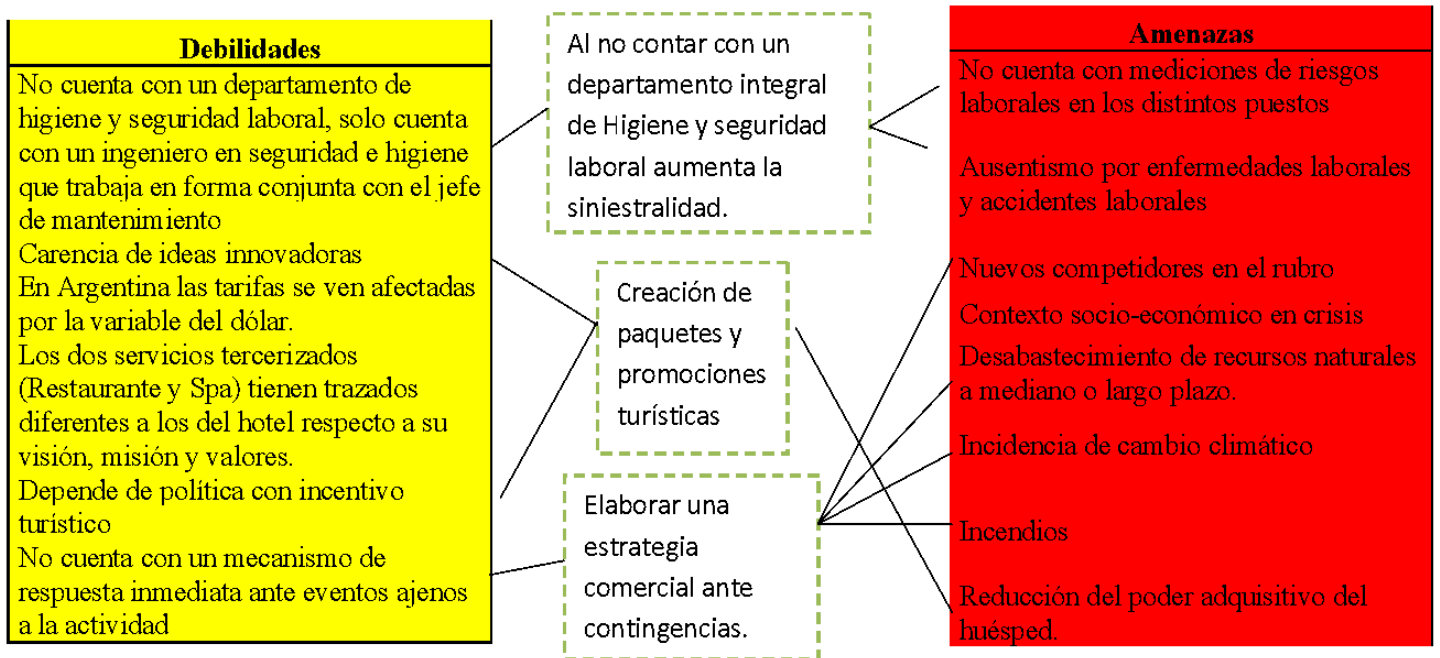 Debilidades
No cuenta con un departamento de
higiene y seguridad laboral, solo cuenta
con un ingeniero en seguridad e higiene
que trabaja en forma conjunta con el jefe
de mantenimiento
Carencia de ideas innovadoras
En Argentina las tarifas se ven afectadas
por la variable del dólar.
Los dos servicios tercerizados
(Restaurante y Spa) tienen trazados
diferentes a los del hotel respecto a su
visión, misión y valores.
Depende de política con incentivo
turístico
No cuenta con un mecanismo de
respuesta inmediata ante eventos ajenos
a la actividad
Al no contar con un
departamento integral
de Higiene y seguridad
laboral aumenta la
siniestralidad.
Creación de
paquetes y
promociones
turísticas
Elaborar una
estrategia
comercial ante
contingencias.
Amenazas
No cuenta con mediciones de riesgos
laborales en los distintos puestos
Ausentismo por enfermedades laborales
y accidentes laborales
Nuevos competidores en el rubro
Contexto socio-económico en crisis
Desabastecimiento de recursos naturales
a mediano o largo plazo.
Incidencia de cambio climático
Incendios
Reducción del poder adquisitivo del
huésped.